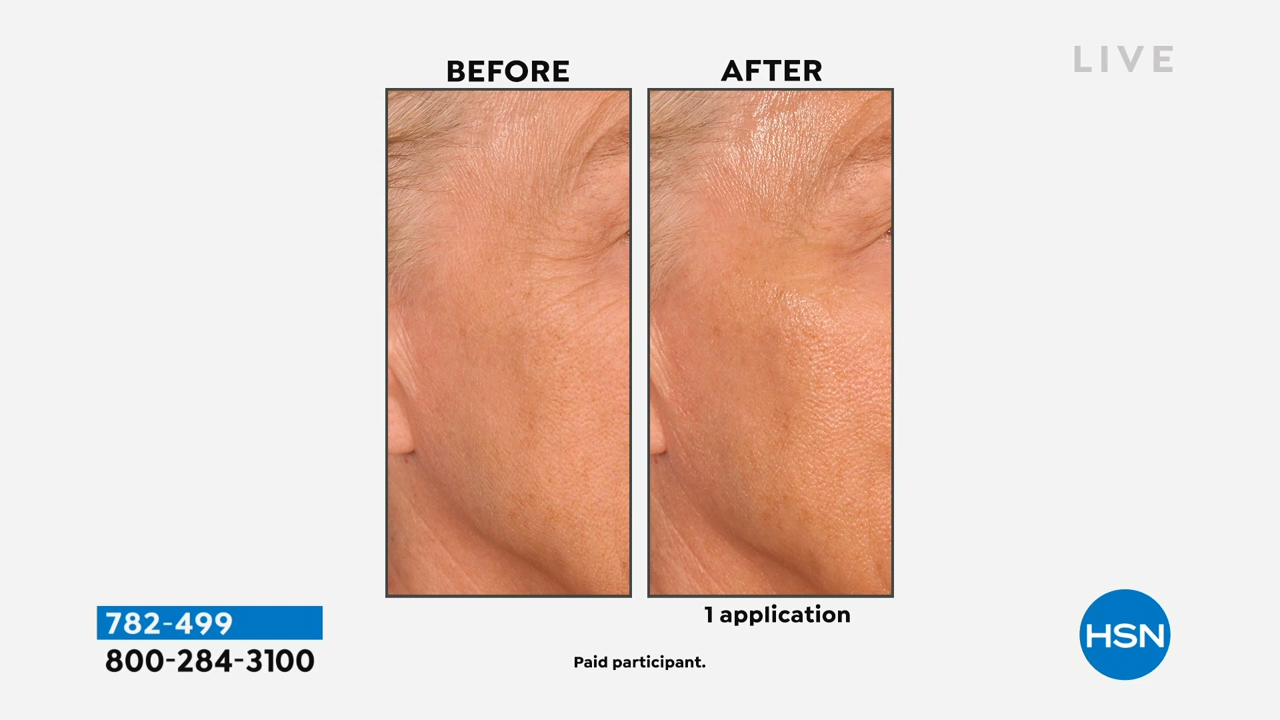 LIVE
BEFORE
AFTER
1 application
782-499
800-284-3100
Paid participant.
HSN